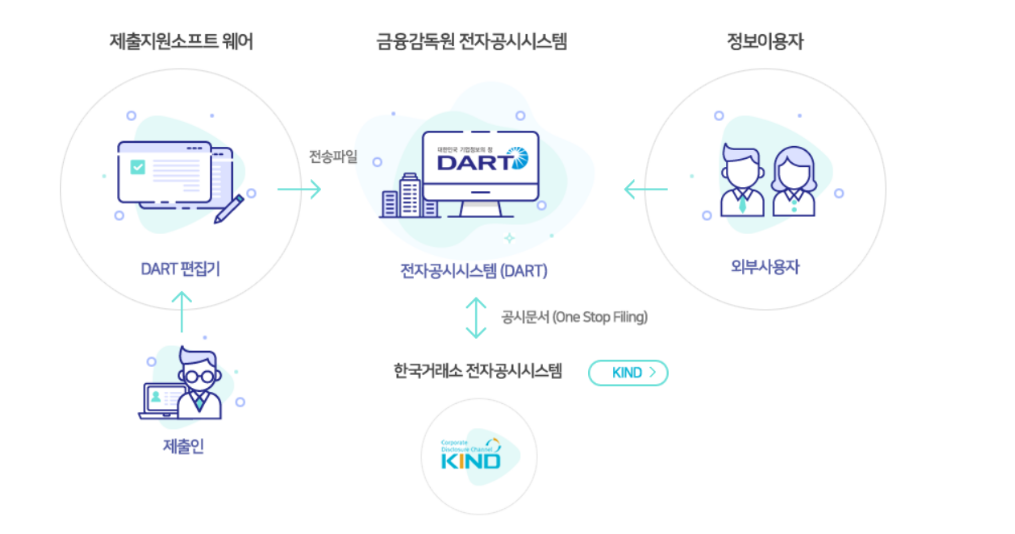 제출지원소프트 웨어
금융감독원 전자공시시스템
정보이용자
전송파일
대한민국 기업정보의 창
DART
DART 편집기
전자공시시스템 (DART)
외부사용자
공시문서 (One Stop Filing)
한국거래소 전자공시시스템
KIND >
제출인
Corporate
Disclosure Channel
KIND